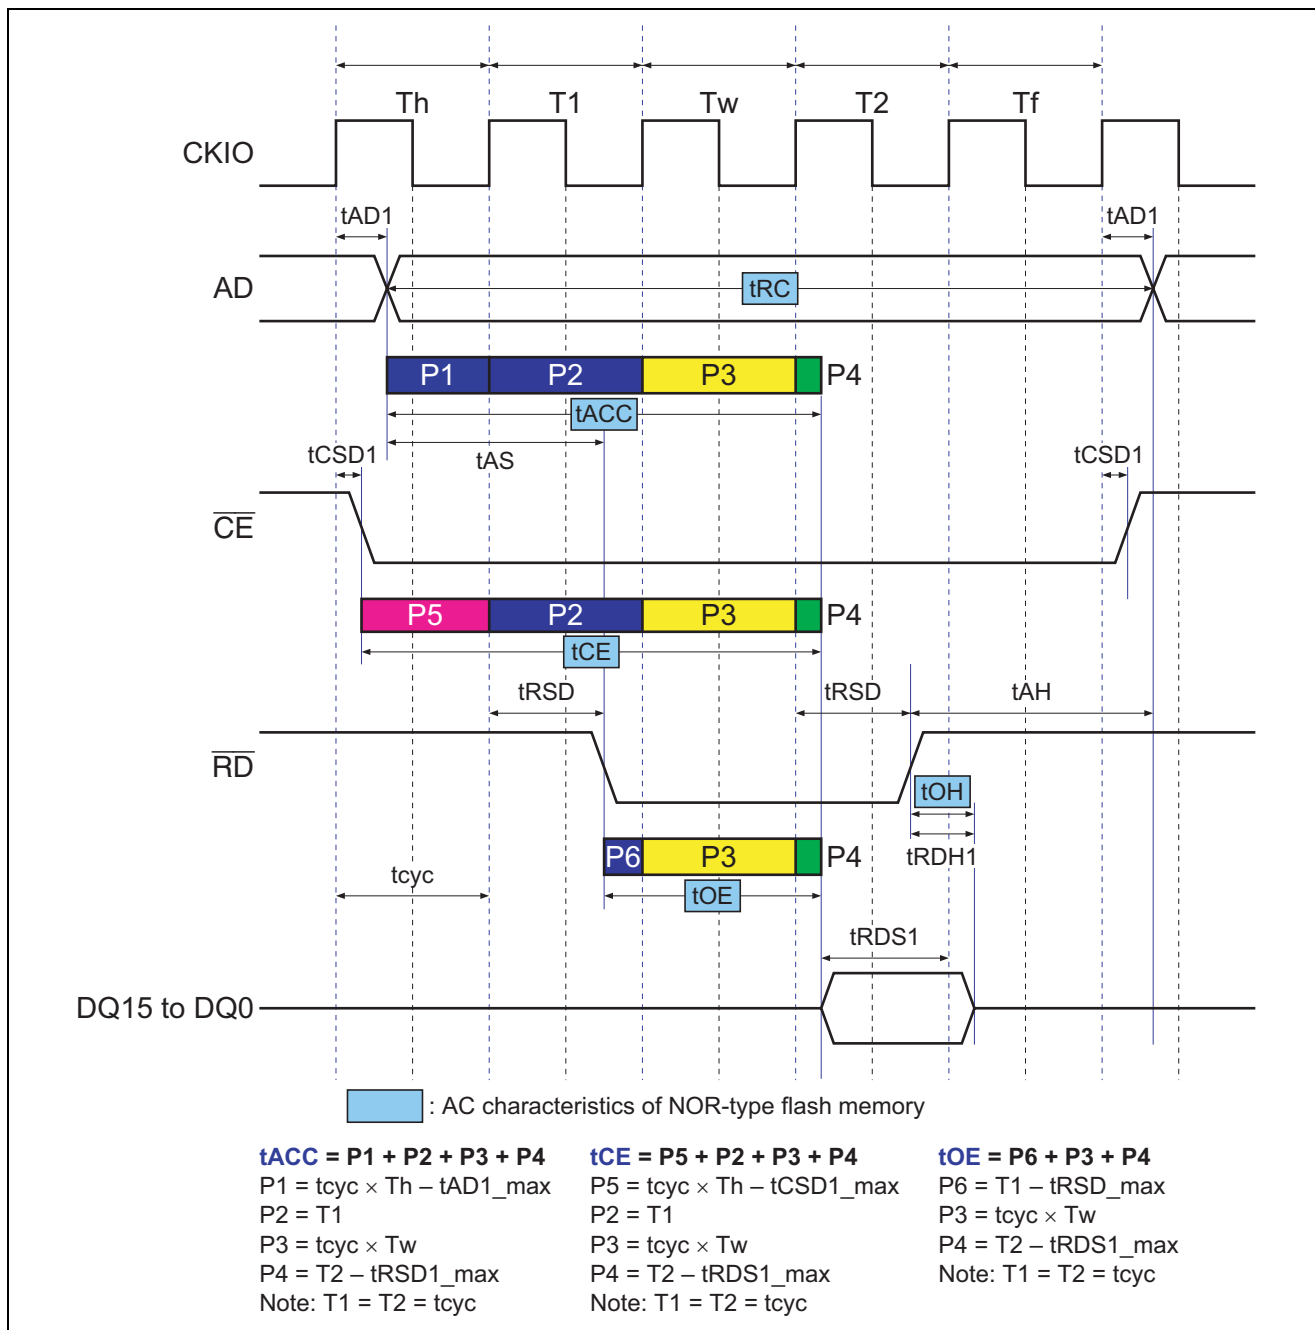 Th T1 Tw T2 Tf
CKIO
tAD1 tAD1
AD
tRC
P1 P2 P3 P4
tACC
tAS
tCSD1 tCSD1
CE
P5 P2 P3 P4
tCE
tRSD tRSD tAH
RD
tOH
P6 P3 P4
tRDH1
tcyc
tOE
tRDS1
DQ15 to DQ0
: AC characteristics of NOR-type flash memory
tACC = P1 + P2 + P3 + P4
P1 = tcyc × Th – tAD1_max
P2 = T1
P3 = tcyc × Tw
P4 = T2 – tRSD1_max
Note: T1 = T2 = tcyc
tCE = P5 + P2 + P3 + P4
P5 = tcyc × Th – tCSD1_max
P2 = T1
P3 = tcyc × Tw
P4 = T2 – tRDS1_max
Note: T1 = T2 = tcyc
tOE = P6 + P3 + P4
P6 = T1 – tRSD_max
P3 = tcyc × Tw
P4 = T2 – tRDS1_max
Note: T1 = T2 = tcyc